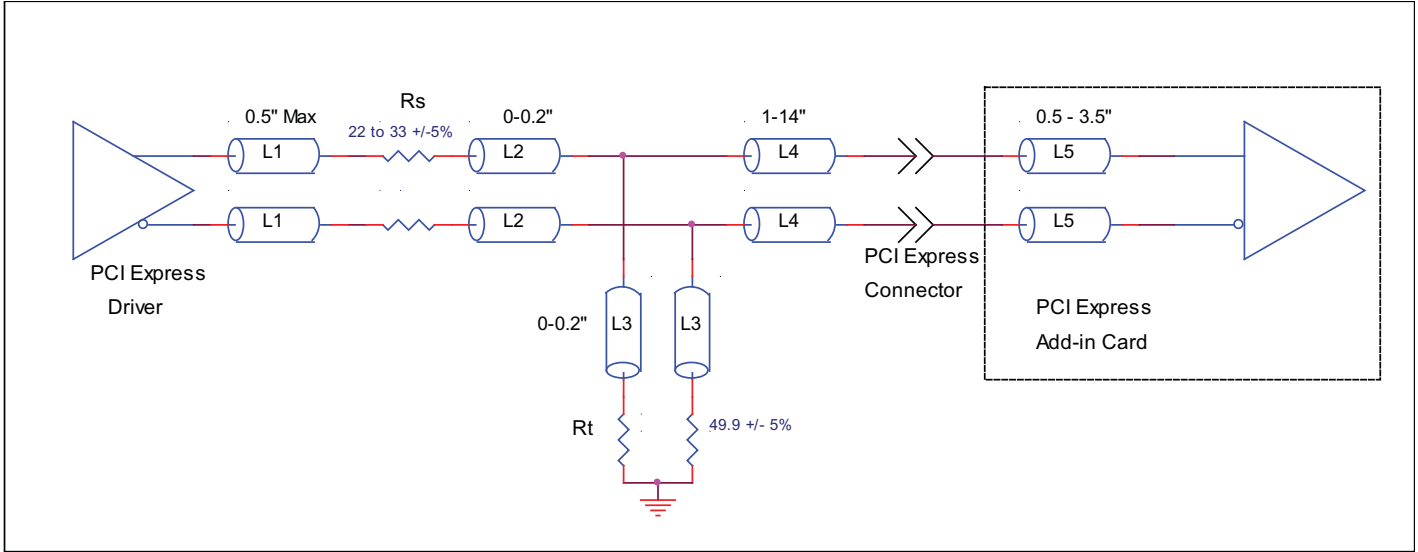 0.5" Max
Rs
22 to 33 +/-5%
0-0.2"
1-14"
0.5 - 3.5"
L1
L2
L4
L5
L1
L2
L4
L5
PCI Express
Driver
PCI Express
Connector
0-0.2"
L3
L3
PCI Express
Add-in Card
Rt
49.9 +/- 5%